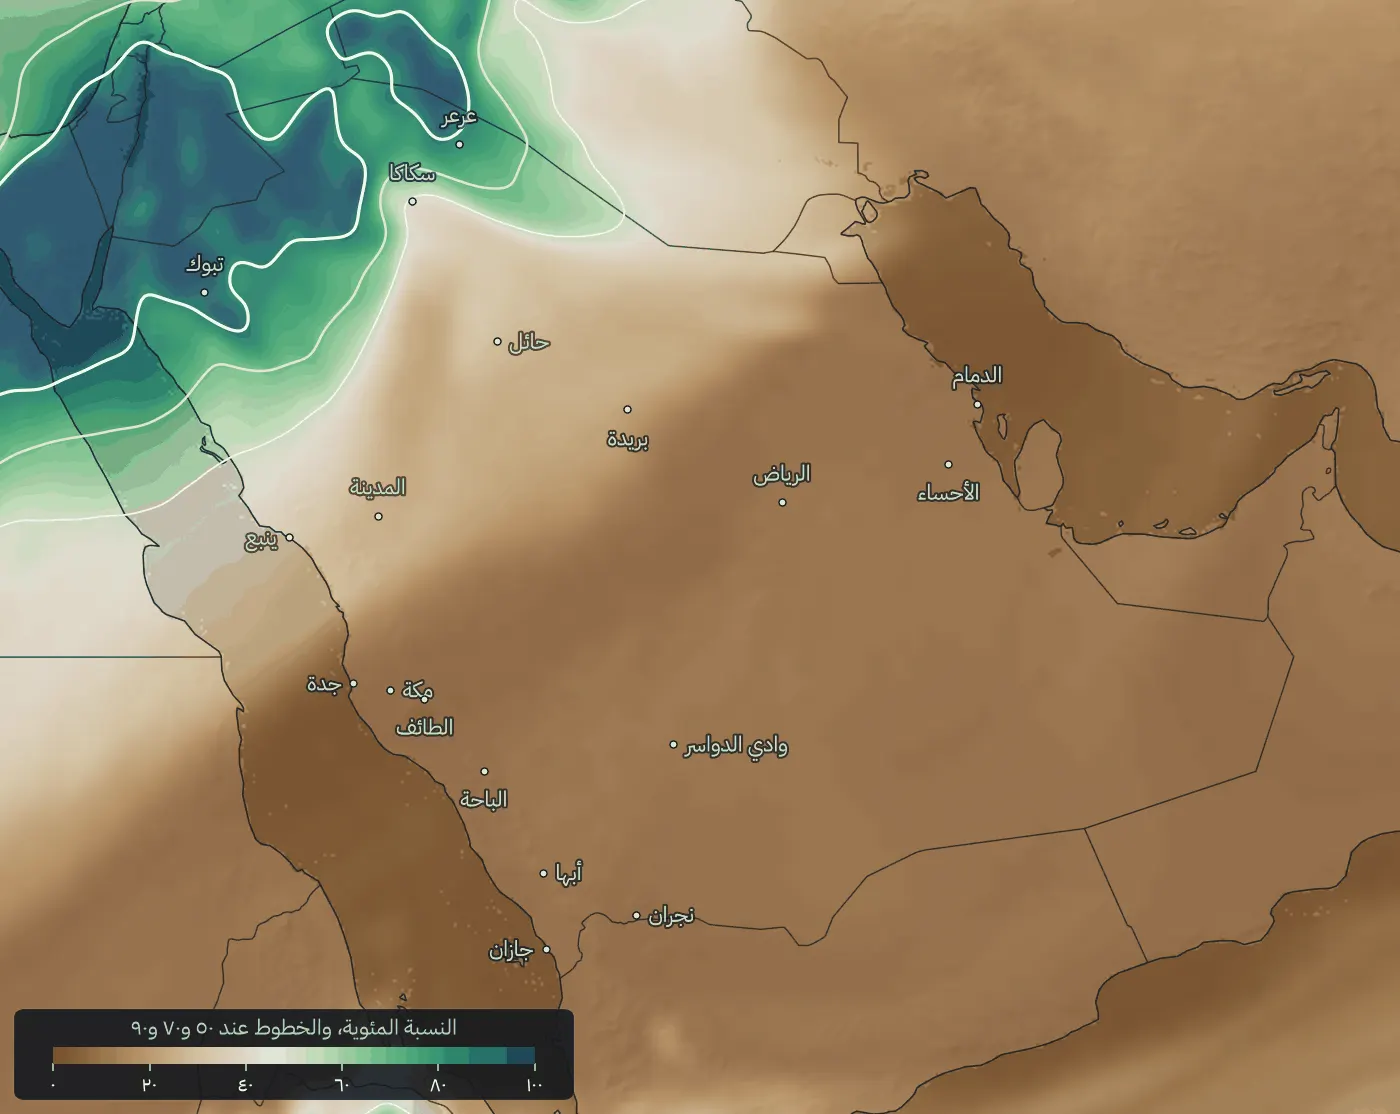 عرعر
سكاكا
تبوك
حائل
الدمام
بريدة
الرياض
الأحساء
المدينة
ينبع
جدة
مكة
الطائف
وادي الدواسر
الباحة
أبها
نجران
جازان
النسبة المئوية، والخطوط عند ٥٠ و٧٠ و٩٠
٠ ٢٠ ٤٠ ٦٠ ٨٠ ١٠٠